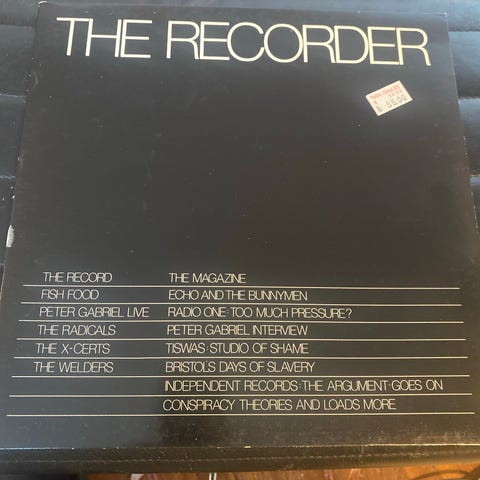 THE RECORDER
THE RECORD THE MAGAZINE
FISH FOOD ECHO AND THE BUNNYMEN
PETER GABRIEL LIVE RADIO ONE·TOO MUCH PRESSURE?
THE RADICALS PETER GABRIEL INTERVIEW
THE X-CERTS TISWAS·STUDIO OF SHAME
THE WELDERS BRISTOL'S DAYS OF SLAVERY
INDEPENDENT RECORDS·THE ARGUMENT·GOES ON
CONSPIRACY THEORIES AND LOADS MORE